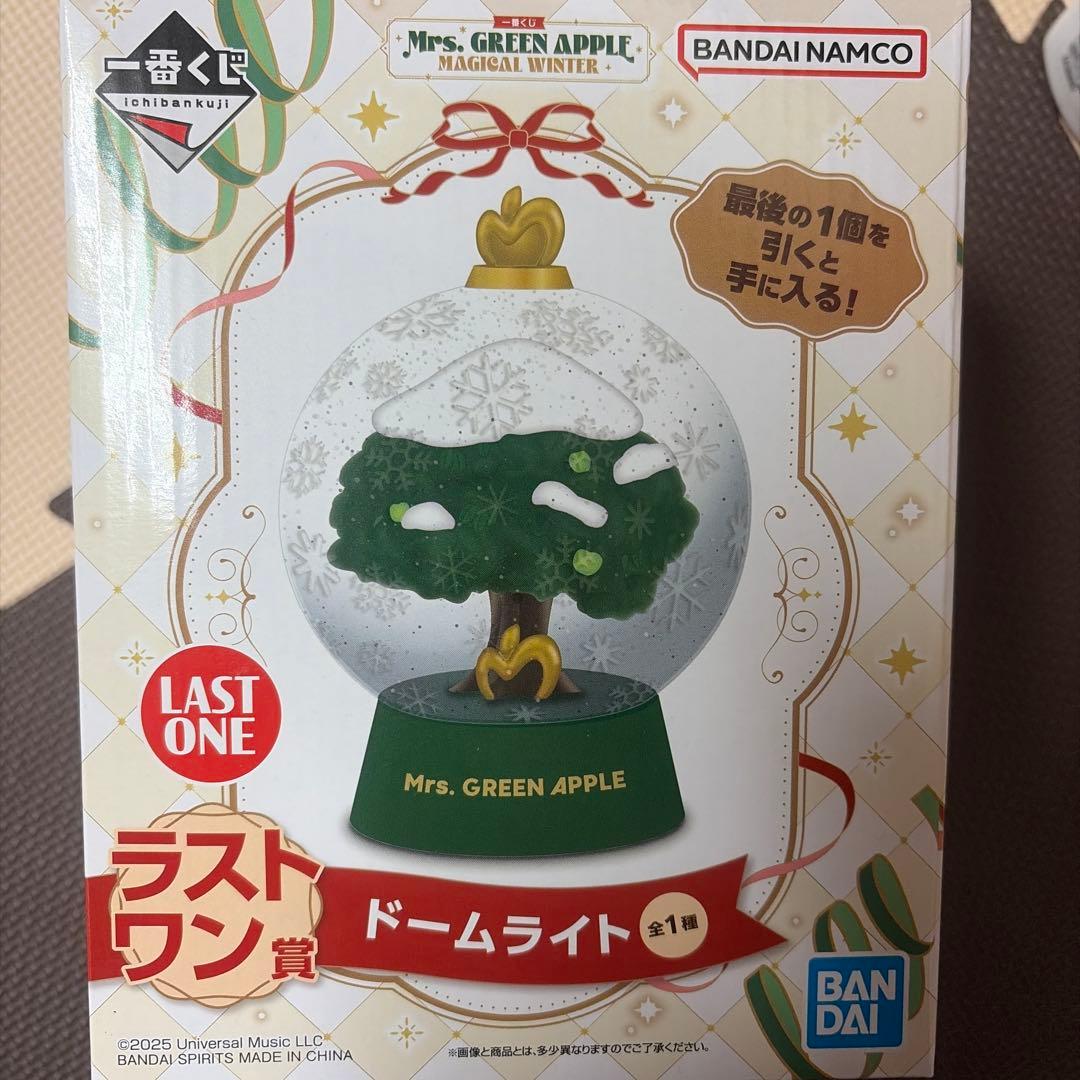 一番くじ
ichibankuji
一番くじ
Mrs. GREEN APPLE
MAGICAL WINTER
BANDAI NAMCO
最後の1個を
引くと
手に入る!
Mrs. GREEN APPLE
LAST
ONE
ラスト
ワン賞
ドームライト
全1種
BAN
DAI
©2025 Universal Music LLC
BANDAI SPIRITS MADE IN CHINA
※画像と商品とは、多少異なりますのでご了承ください。